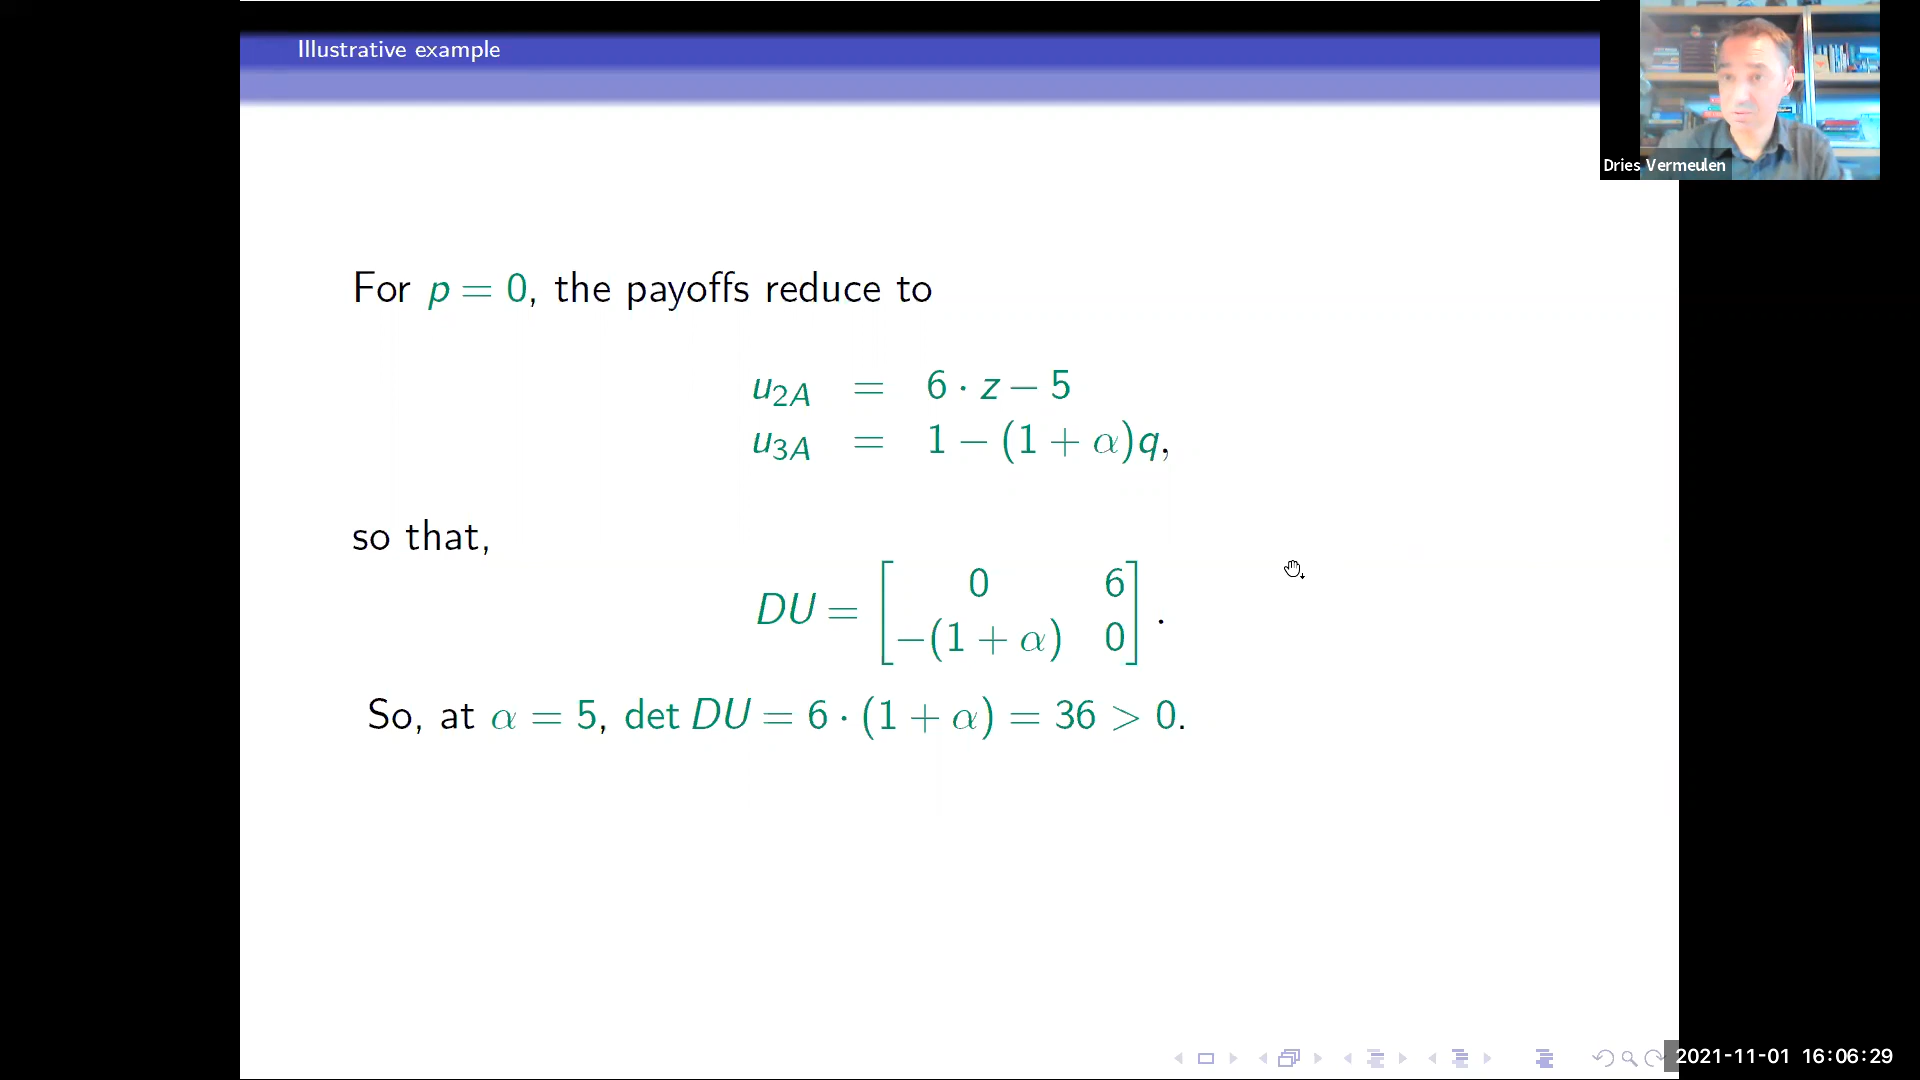 Illustrative example
Dries Vermeulen
For p = 0, the payoffs reduce to
u2A = 6 · z − 5
u3A = 1 − (1 + α)q,
so that,
DU = [ 0 6
−(1 + α) 0 ] .
So, at α = 5, det DU = 6 · (1 + α) = 36 > 0.
2021-11-01 16:06:29